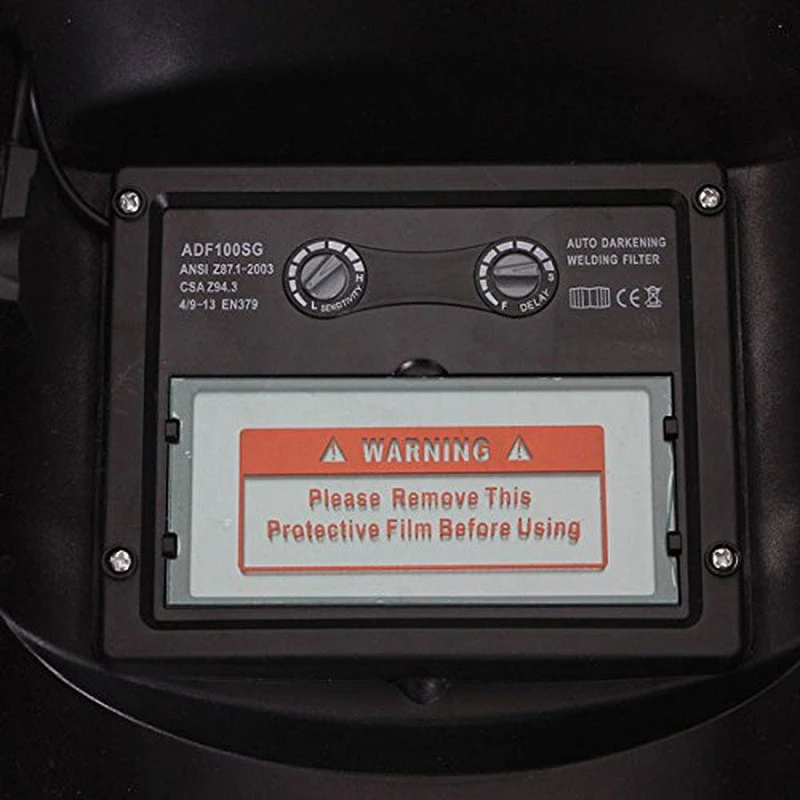 ADF100SG
ANSI Z87.1-2003
CSA Z94.3
4/9-13 EN379
H
L SENSITIVITY
S
F DELAY
AUTO DARKENING
WELDING FILTER
CE
WARNING
Please Remove This
Protective Film Before Using